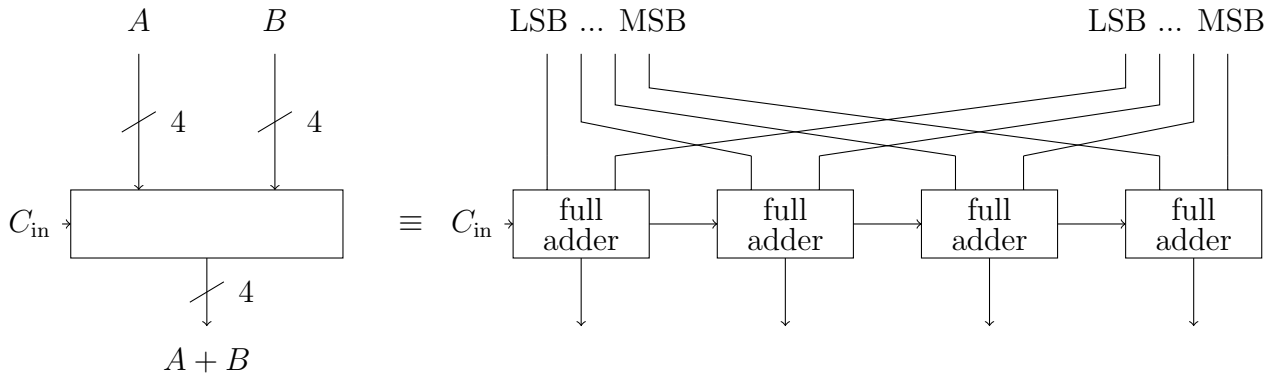 A B LSB ... MSB LSB ... MSB
4 4
C_in ≡ C_in full adder full adder full adder full adder
4
A + B